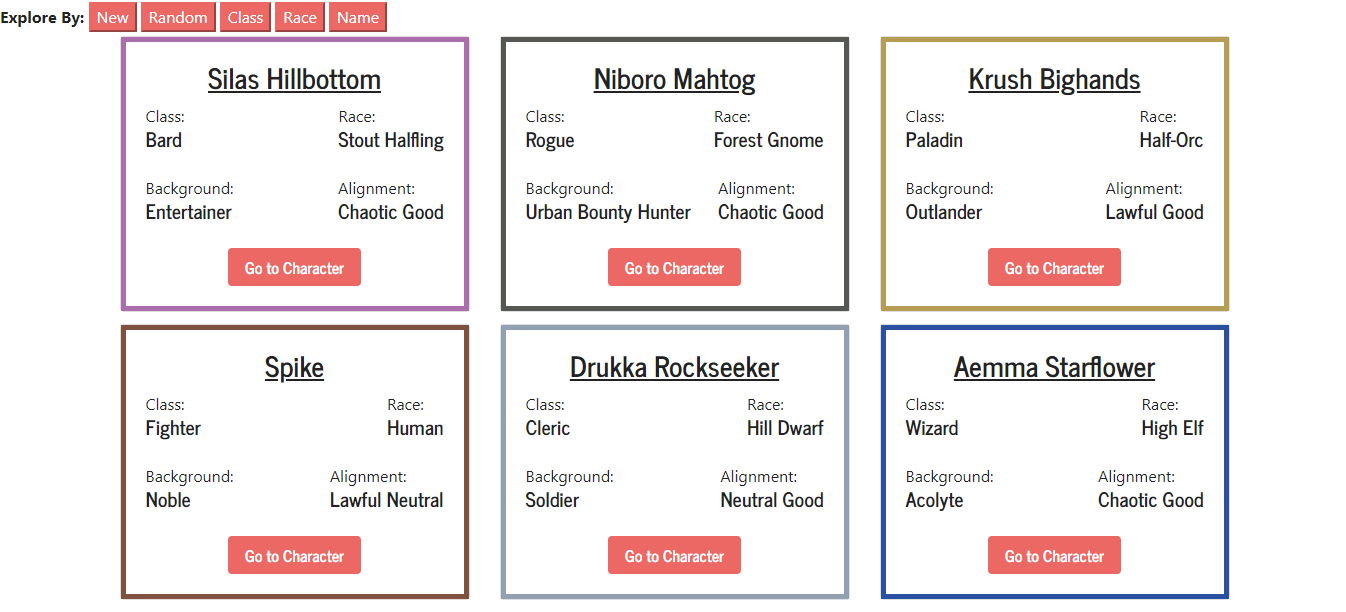 Explore By: New Random Class Race Name
Silas Hillbottom
Class: Race:
Bard Stout Halfling
Background: Alignment:
Entertainer Chaotic Good
Go to Character
Niboro Mahtog
Class: Race:
Rogue Forest Gnome
Background: Alignment:
Urban Bounty Hunter Chaotic Good
Go to Character
Krush Bighands
Class: Race:
Paladin Half-Orc
Background: Alignment:
Outlander Lawful Good
Go to Character
Spike
Class: Race:
Fighter Human
Background: Alignment:
Noble Lawful Neutral
Go to Character
Drukka Rockseeker
Class: Race:
Cleric Hill Dwarf
Background: Alignment:
Soldier Neutral Good
Go to Character
Aemma Starflower
Class: Race:
Wizard High Elf
Background: Alignment:
Acolyte Chaotic Good
Go to Character